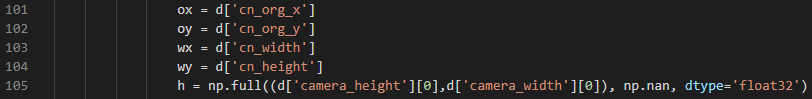 101 ox = d['cn_org_x']
102 oy = d['cn_org_y']
103 wx = d['cn_width']
104 wy = d['cn_height']
105 h = np.full((d['camera_height'][0],d['camera_width'][0]), np.nan, dtype='float32')